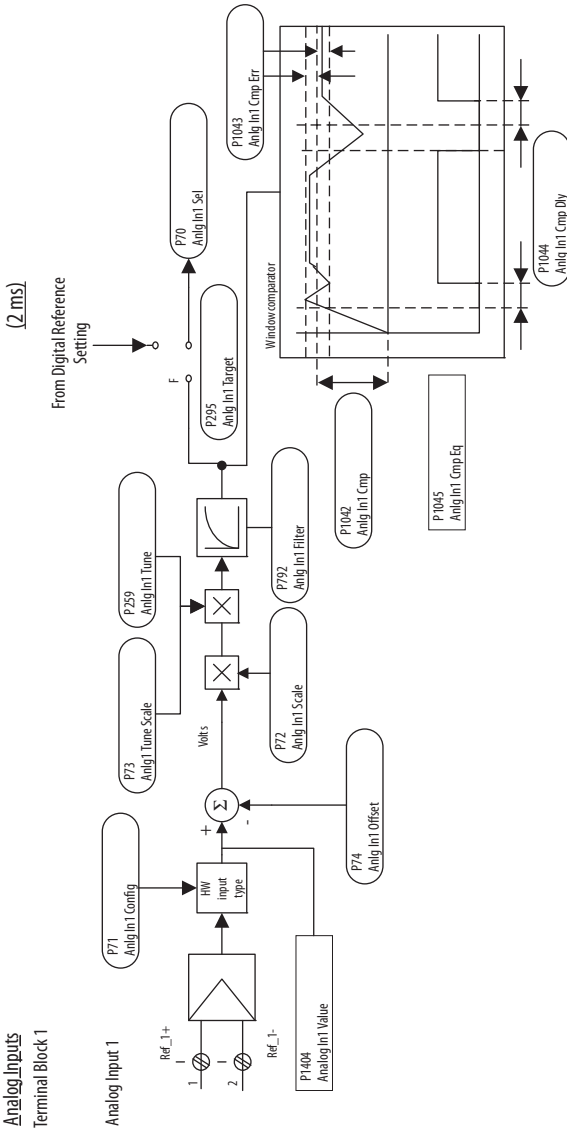 Analog Inputs
Terminal Block 1
(2 ms)
Analog Input 1
1
2
Ref_1+
Ref_1-
P71
Anlg In1 Config
HW
input
type
P1404
Analog In1 Value
+
Σ
-
P74
Anlg In1 Offset
Volts
P72
Anlg In1 Scale
P73
Anlg1 Tune Scale
P259
Anlg In1 Tune
P792
Anlg In1 Filter
From Digital Reference
Setting
F
P295
Anlg In1 Target
P70
Anlg In1 Sel
Window comparator
P1043
Anlg In1 Cmp Err
P1042
Anlg In1 Cmp
P1045
Anlg In1 Cmp Eq
P1044
Anlg In1 Cmp Dly